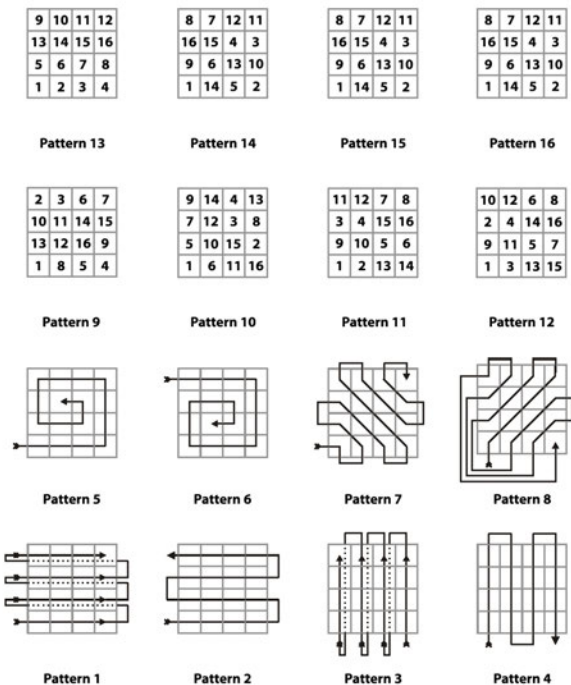 9 10 11 12 8 7 12 11 8 7 12 11 8 7 12 11
13 14 15 16 16 15 4 3 16 15 4 3 16 15 4 3
5 6 7 8 9 6 13 10 9 6 13 10 9 6 13 10
1 2 3 4 1 14 5 2 1 14 5 2 1 14 5 2
Pattern 13 Pattern 14 Pattern 15 Pattern 16
2 3 6 7 9 14 4 13 11 12 7 8 10 12 6 8
10 11 14 15 7 12 3 8 3 4 15 16 2 4 14 16
13 12 16 9 5 10 15 2 9 10 5 6 9 11 5 7
1 8 5 4 1 6 11 16 1 2 13 14 1 3 13 15
Pattern 9 Pattern 10 Pattern 11 Pattern 12
Pattern 5 Pattern 6 Pattern 7 Pattern 8
Pattern 1 Pattern 2 Pattern 3 Pattern 4